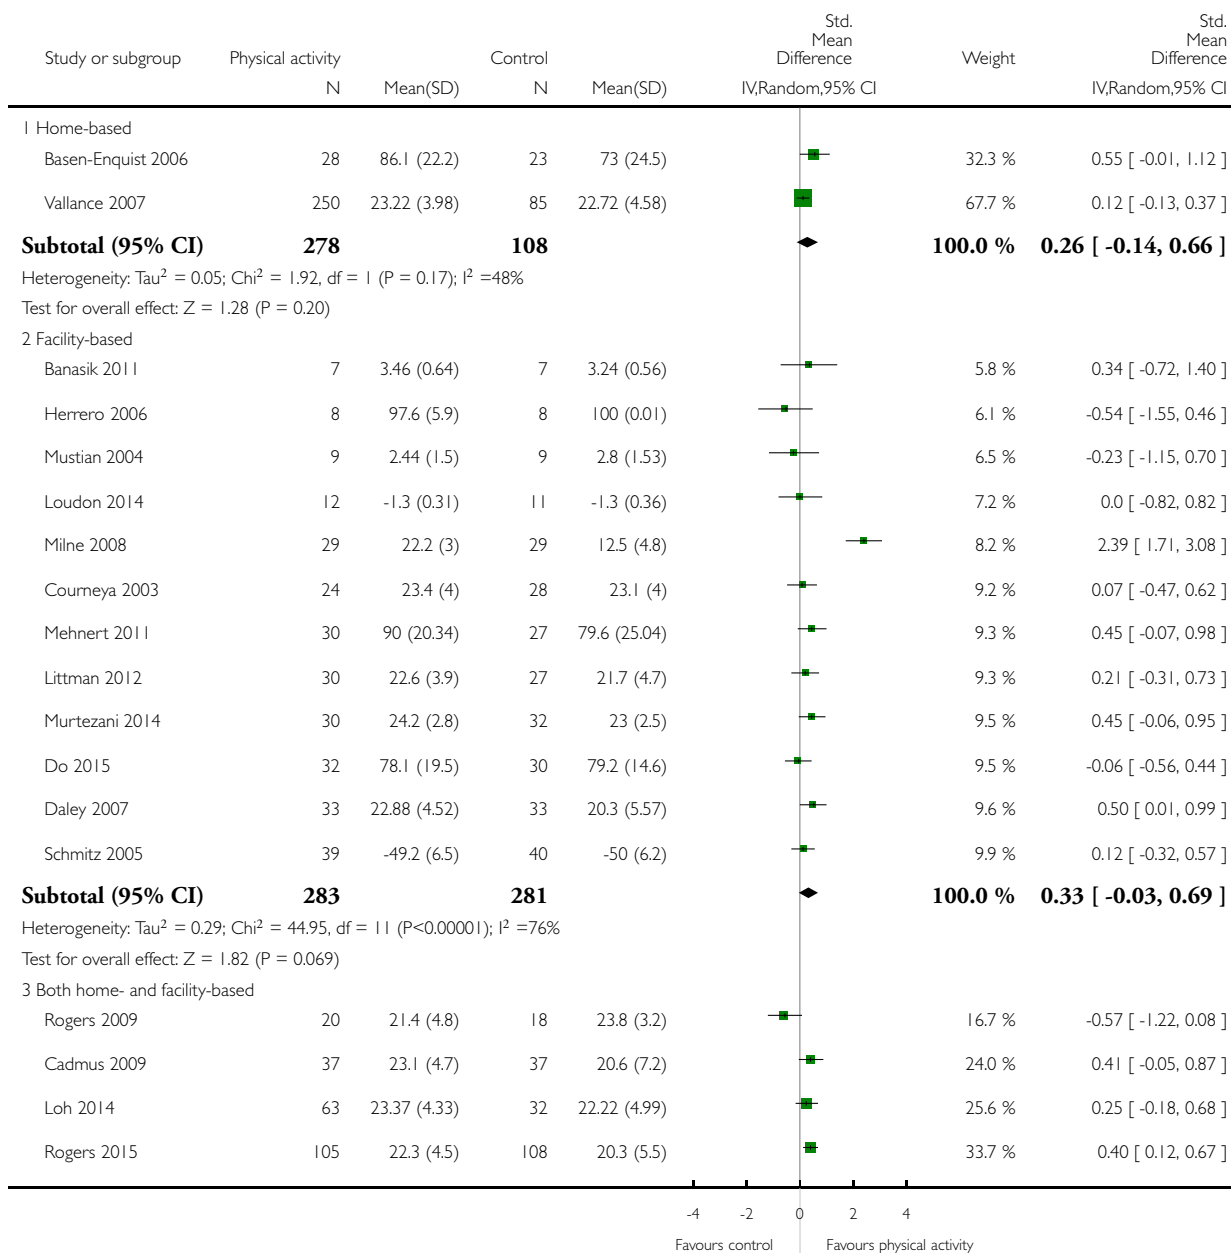 Study or subgroup Physical activity Control Std. Mean Difference Weight Std. Mean Difference
N Mean(SD) N Mean(SD) IV,Random,95% CI IV,Random,95% CI
1 Home-based
Basen-Enquist 2006 28 86.1 (22.2) 23 73 (24.5) 32.3 % 0.55 [ -0.01, 1.12 ]
Vallance 2007 250 23.22 (3.98) 85 22.72 (4.58) 67.7 % 0.12 [ -0.13, 0.37 ]
Subtotal (95% CI) 278 108 100.0 % 0.26 [ -0.14, 0.66 ]
Heterogeneity: Tau² = 0.05; Chi² = 1.92, df = 1 (P = 0.17); I² =48%
Test for overall effect: Z = 1.28 (P = 0.20)
2 Facility-based
Banasik 2011 7 3.46 (0.64) 7 3.24 (0.56) 5.8 % 0.34 [ -0.72, 1.40 ]
Herrero 2006 8 97.6 (5.9) 8 100 (0.01) 6.1 % -0.54 [ -1.55, 0.46 ]
Mustian 2004 9 2.44 (1.5) 9 2.8 (1.53) 6.5 % -0.23 [ -1.15, 0.70 ]
Loudon 2014 12 -1.3 (0.31) 11 -1.3 (0.36) 7.2 % 0.0 [ -0.82, 0.82 ]
Milne 2008 29 22.2 (3) 29 12.5 (4.8) 8.2 % 2.39 [ 1.71, 3.08 ]
Courneya 2003 24 23.4 (4) 28 23.1 (4) 9.2 % 0.07 [ -0.47, 0.62 ]
Mehnert 2011 30 90 (20.34) 27 79.6 (25.04) 9.3 % 0.45 [ -0.07, 0.98 ]
Littman 2012 30 22.6 (3.9) 27 21.7 (4.7) 9.3 % 0.21 [ -0.31, 0.73 ]
Murtezani 2014 30 24.2 (2.8) 32 23 (2.5) 9.5 % 0.45 [ -0.06, 0.95 ]
Do 2015 32 78.1 (19.5) 30 79.2 (14.6) 9.5 % -0.06 [ -0.56, 0.44 ]
Daley 2007 33 22.88 (4.52) 33 20.3 (5.57) 9.6 % 0.50 [ 0.01, 0.99 ]
Schmitz 2005 39 -49.2 (6.5) 40 -50 (6.2) 9.9 % 0.12 [ -0.32, 0.57 ]
Subtotal (95% CI) 283 281 100.0 % 0.33 [ -0.03, 0.69 ]
Heterogeneity: Tau² = 0.29; Chi² = 44.95, df = 11 (P<0.00001); I² =76%
Test for overall effect: Z = 1.82 (P = 0.069)
3 Both home- and facility-based
Rogers 2009 20 21.4 (4.8) 18 23.8 (3.2) 16.7 % -0.57 [ -1.22, 0.08 ]
Cadmus 2009 37 23.1 (4.7) 37 20.6 (7.2) 24.0 % 0.41 [ -0.05, 0.87 ]
Loh 2014 63 23.37 (4.33) 32 22.22 (4.99) 25.6 % 0.25 [ -0.18, 0.68 ]
Rogers 2015 105 22.3 (4.5) 108 20.3 (5.5) 33.7 % 0.40 [ 0.12, 0.67 ]
-4 -2 0 2 4
Favours control Favours physical activity